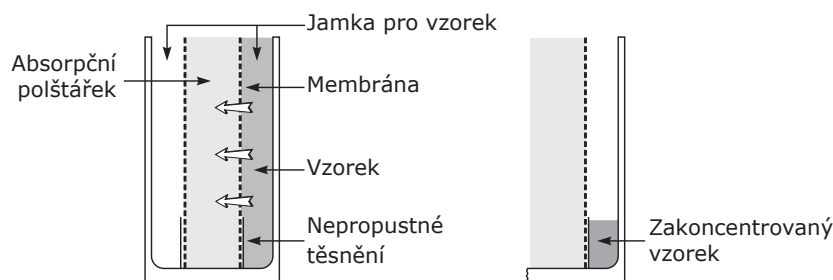 Jamka pro vzorek
Absorpční
polštářek
Membrána
Vzorek
Nepropustné
těsnění
Zakoncentrovaný
vzorek